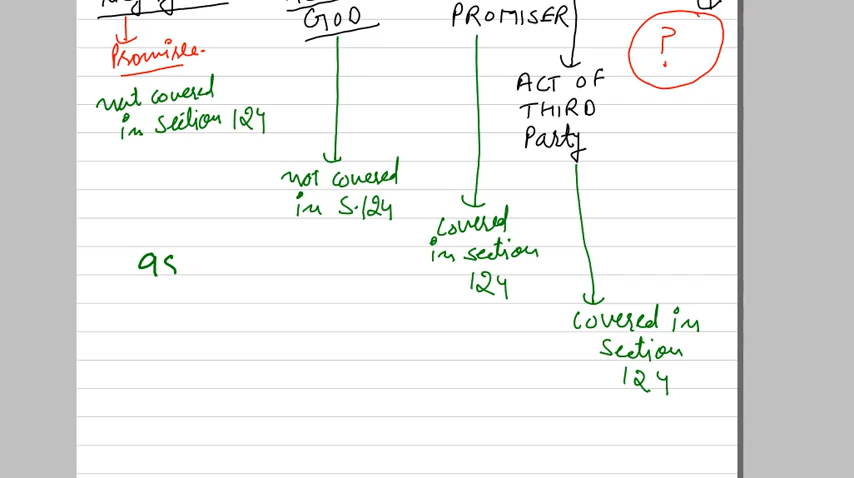 GOD
PROMISER
?
Promisee.
not covered
in section 124
ACT OF
THIRD
Party
not covered
in S.124
covered
in section
124
as
covered in
section
124